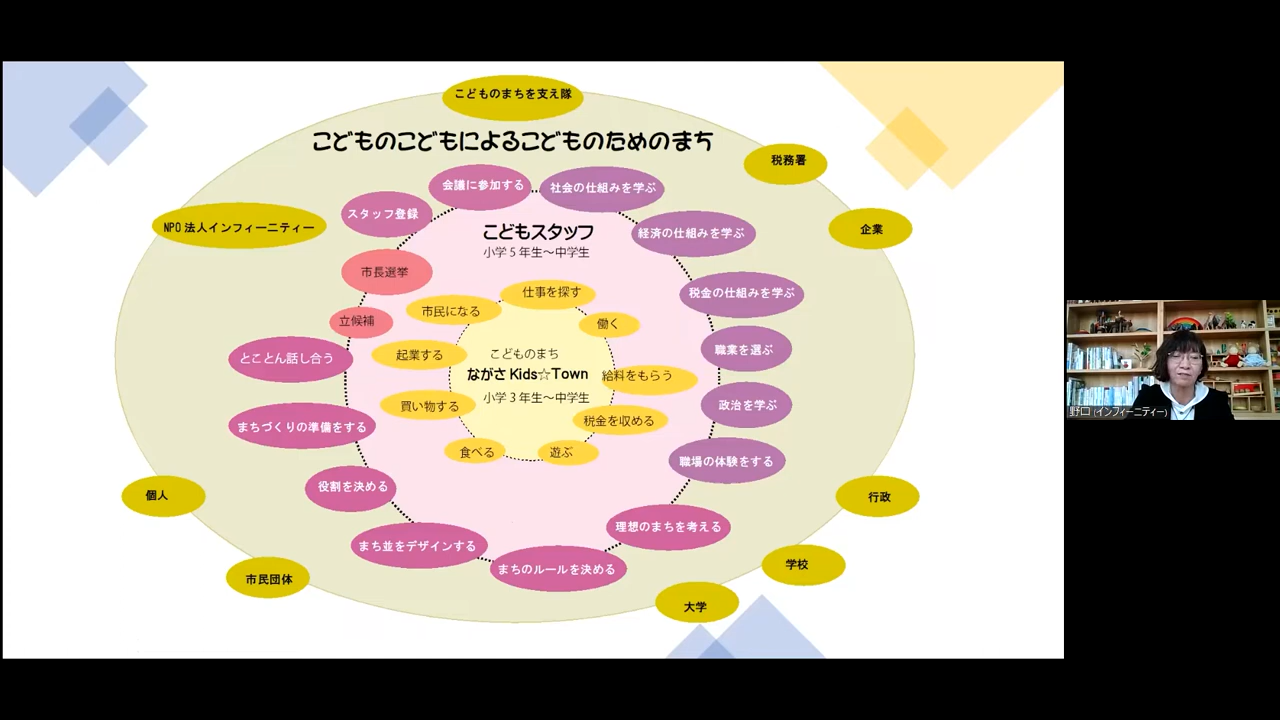 こどものまちを支え隊
こどものこどもによるこどものためのまち
税務署
会議に参加する
社会の仕組みを学ぶ
スタッフ登録
NPO法人インフィーニティー
企業
こどもスタッフ
小学5年生〜中学生
経済の仕組みを学ぶ
市長選挙
税金の仕組みを学ぶ
仕事を探す
市民になる
立候補
働く
とことん話し合う
起業する
こどものまち
職業を選ぶ
ながさ Kids☆Town
給料をもらう
小学3年生〜中学生
買い物する
政治を学ぶ
税金を収める
まちづくりの準備をする
食べる
遊ぶ
職場の体験をする
役割を決める
個人
行政
理想のまちを考える
まち並をデザインする
まちのルールを決める
学校
市民団体
大学
野口 (インフィーニティー)